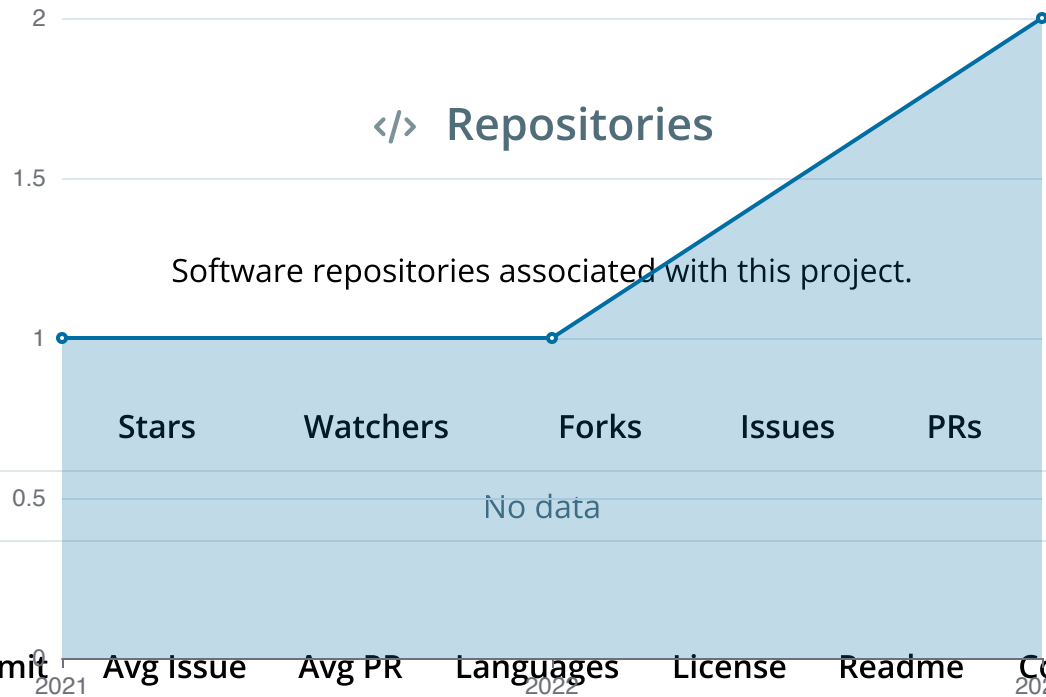 2
</> Repositories
1.5
Software repositories associated with this project.
1
Stars Watchers Forks Issues PRs
0.5
No data
0
mit Avg Issue Avg PR Languages License Readme
2021 2022